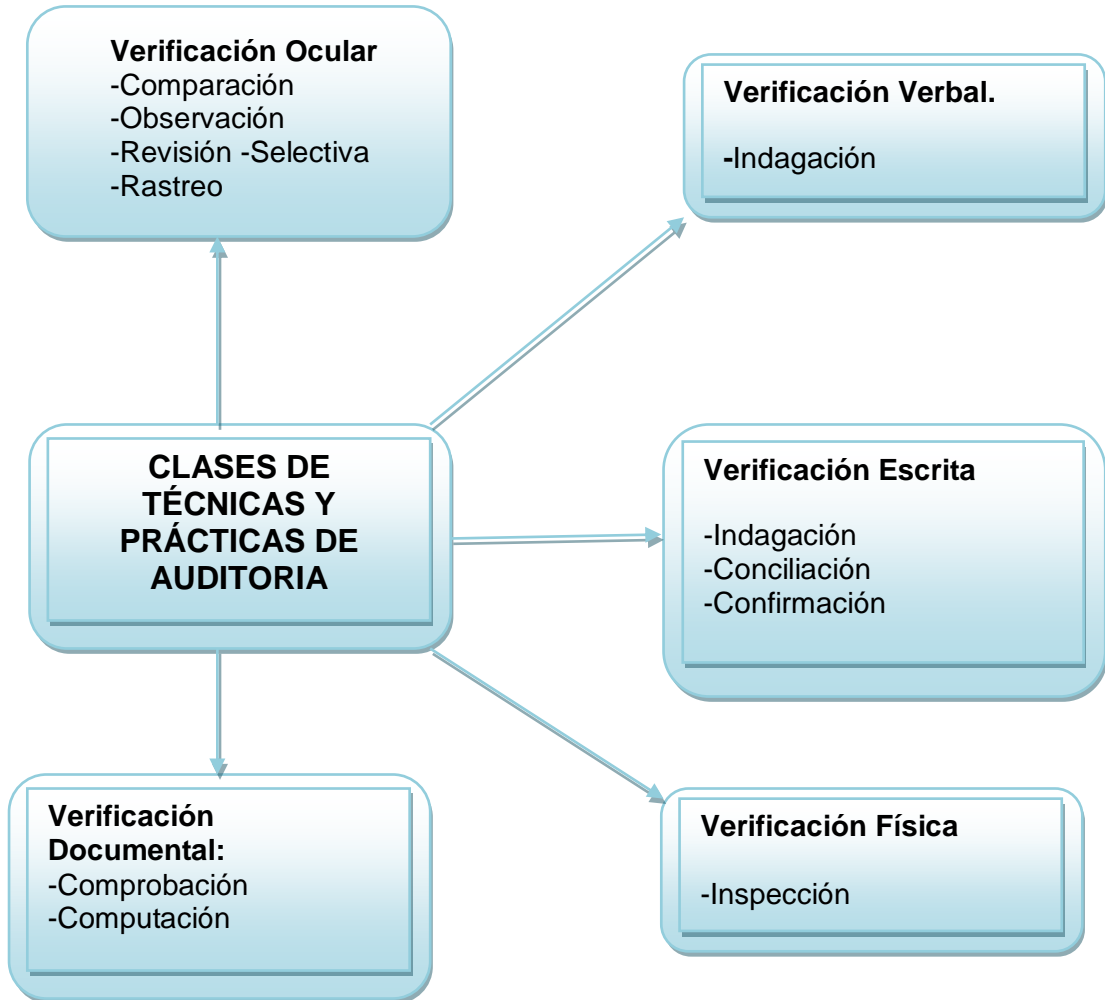 Verificación Ocular
-Comparación
-Observación
-Revisión -Selectiva
-Rastreo
Verificación Verbal.
-Indagación
CLASES DE
TÉCNICAS Y
PRÁCTICAS DE
AUDITORIA
Verificación Escrita
-Indagación
-Conciliación
-Confirmación
Verificación
Documental:
-Comprobación
-Computación
Verificación Física
-Inspección